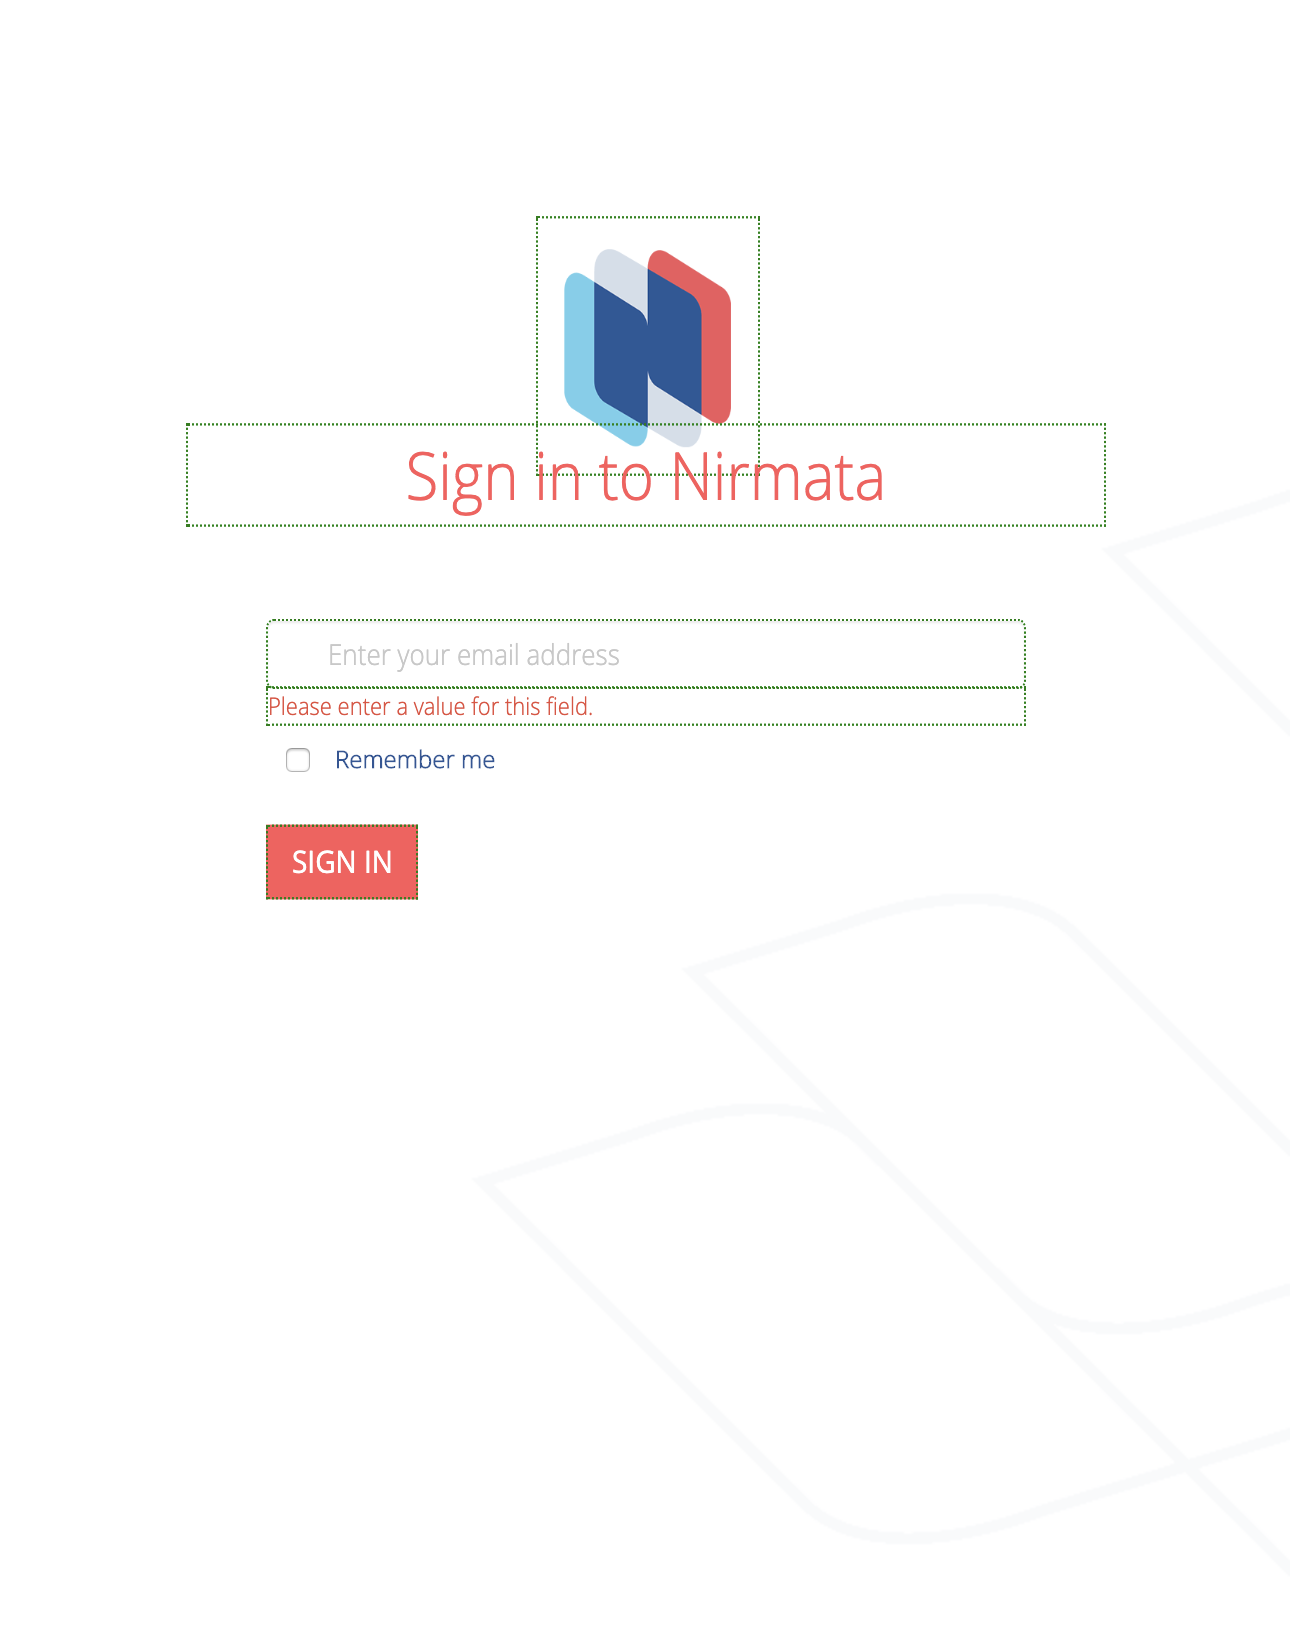 Sign in to Nirmata
Enter your email address
Please enter a value for this field.
Remember me
SIGN IN